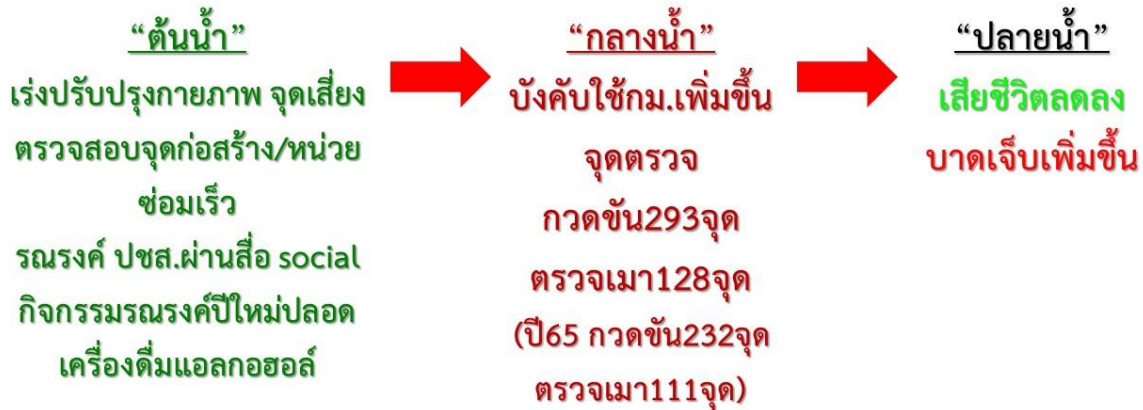 “ต้นน้ำ”
เร่งปรับปรุงกายภาพ จุดเสี่ยง
ตรวจสอบจุดก่อสร้าง/หน่วย
ซ่อมเร็ว
รณรงค์ ปชส.ผ่านสื่อ social
กิจกรรมรณรงค์ปีใหม่ปลอด
เครื่องดื่มแอลกอฮอล์
“กลางน้ำ”
บังคับใช้กม.เพิ่มขึ้น
จุดตรวจ
กวดขัน293จุด
ตรวจเมา128จุด
(ปี65 กวดขัน232จุด
ตรวจเมา111จุด)
“ปลายน้ำ”
เสียชีวิตลดลง
บาดเจ็บเพิ่มขึ้น